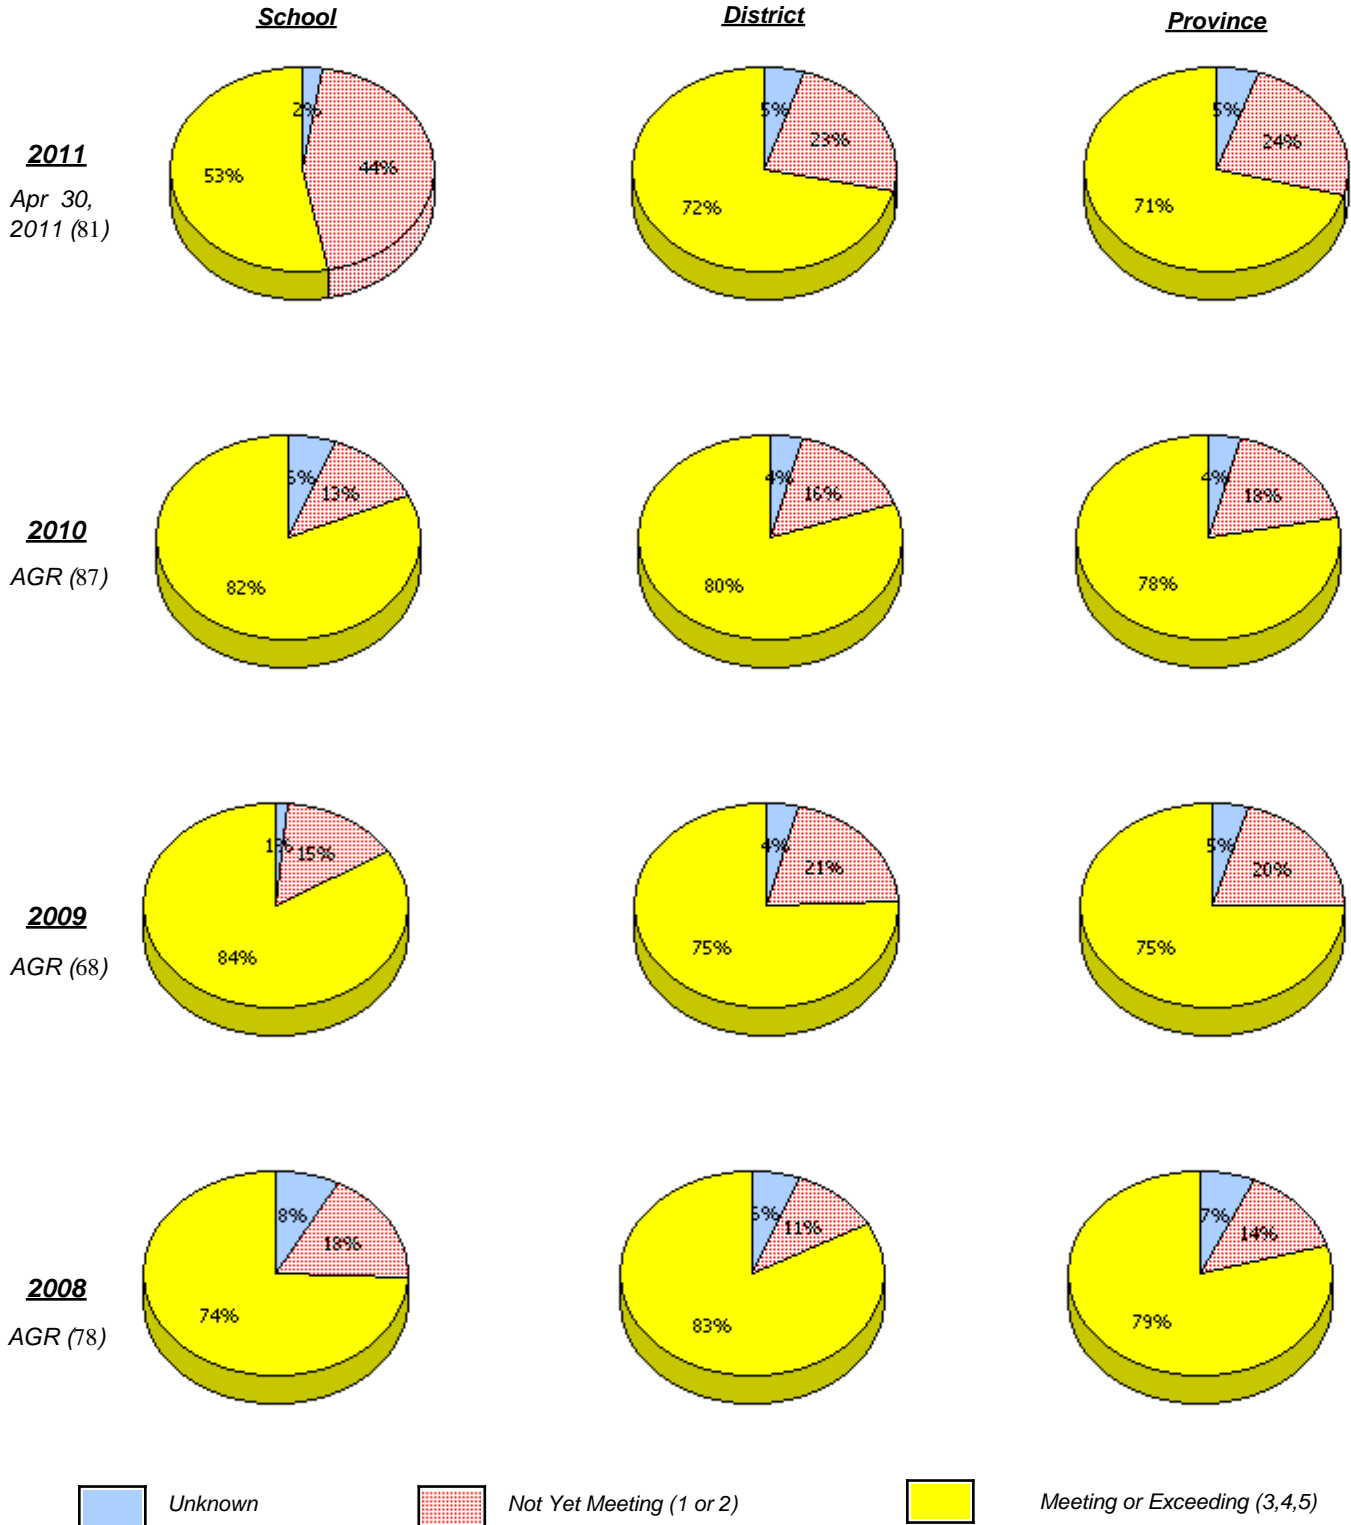 School District Province
2% 5% 5%
23% 24%
2011
44%
53%
Apr 30,
72% 71%
2011 (81)
4% 4%
13% 16% 18%
2010
AGR (87)
82% 80% 78%
1% 4% 5%
15% 21% 20%
2009
84% 75% 75%
AGR (68)
8% 7%
18% 11% 14%
2008
74% 83% 79%
AGR (78)
Unknown Not Yet Meeting (1 or 2) Meeting or Exceeding (3,4,5)